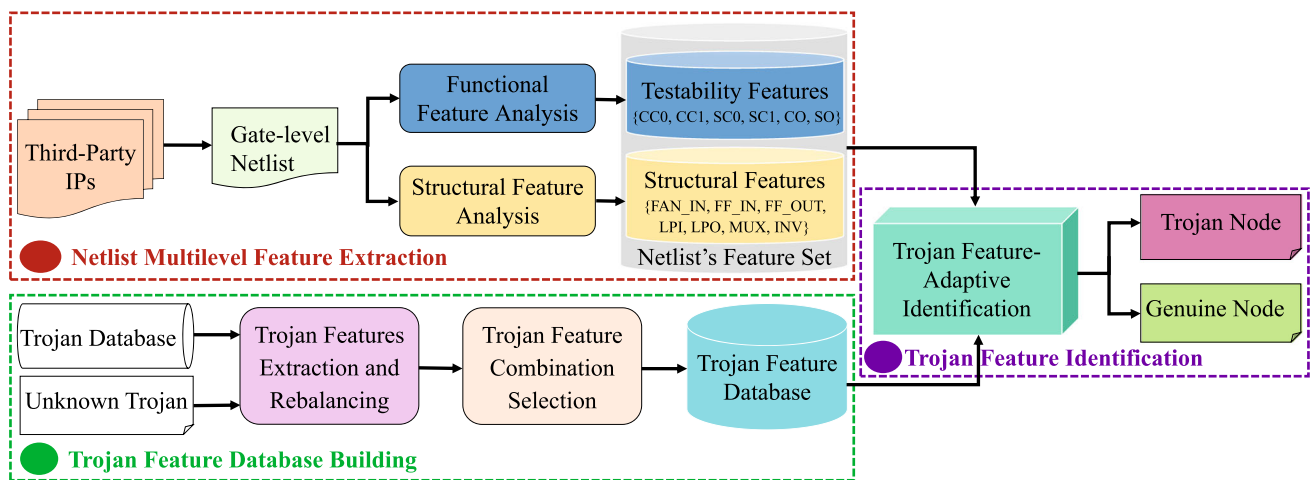 Third-Party
IPs
Gate-level
Netlist
Functional
Feature Analysis
Structural Feature
Analysis
Testability Features
{CC0, CC1, SC0, SC1, CO, SO}
Structural Features
{FAN_IN, FF_IN, FF_OUT,
LPI, LPO, MUX, INV}
Netlist's Feature Set
Netlist Multilevel Feature Extraction
Trojan Database
Unknown Trojan
Trojan Features
Extraction and
Rebalancing
Trojan Feature
Combination
Selection
Trojan Feature
Database
Trojan Feature Database Building
Trojan Feature-
Adaptive
Identification
Trojan Node
Genuine Node
Trojan Feature Identification